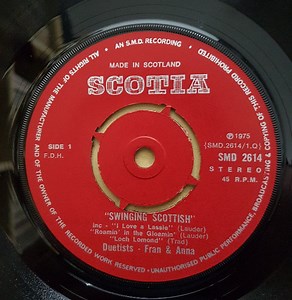 AN S.M.D. RECORDING
MADE IN SCOTLAND
SCOTIA
ALL RIGHTS OF THE MANUFACTURER AND OF THE OWNER OF THE RECORDED WORK RESERVED
UNAUTHORISED PUBLIC PERFORMANCE, BROADCASTING & COPYING OF THIS RECORD PROHIBITED
SIDE 1
F.D.H.
℗ 1975
(SMD.2614/1.Q)
SMD 2614
STEREO
45 R.P.M.
"SWINGING SCOTTISH"
inc - "I Love a Lassie" (Lauder)
"Roamin' in the Gloamin" (Lauder)
"Loch Lomond" (Trad)
Duetists - Fran & Anna